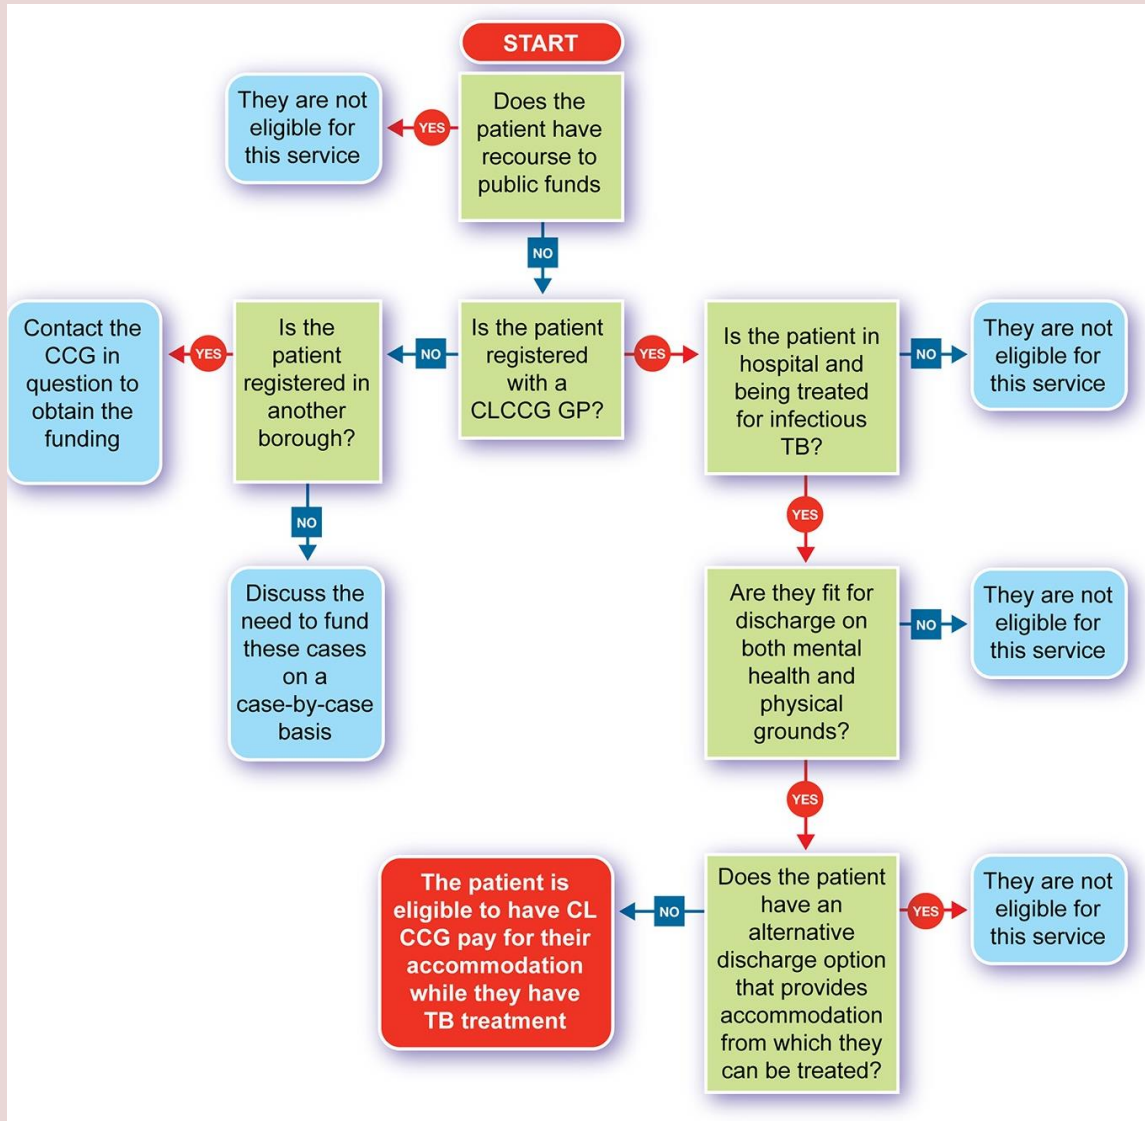 START
Does the
patient have
recourse to
public funds
YES
They are not
eligible for
this service
NO
Is the patient
registered
with a
CLCCG GP?
NO
Is the
patient
registered in
another
borough?
YES
Contact the
CCG in
question to
obtain the
funding
NO
Discuss the
need to fund
these cases
on a
case-by-case
basis
YES
Is the patient in
hospital and
being treated
for infectious
TB?
NO
They are not
eligible for
this service
YES
Are they fit for
discharge on
both mental
health and
physical
grounds?
NO
They are not
eligible for
this service
YES
Does the patient
have an
alternative
discharge option
that provides
accommodation
from which they
can be treated?
YES
They are not
eligible for
this service
NO
The patient is
eligible to have CL
CCG pay for their
accommodation
while they have
TB treatment